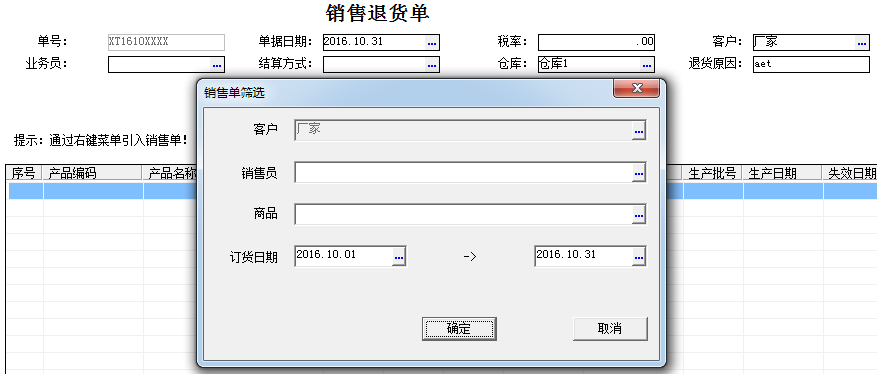 销售退货单
单号： XT1610XXXX 单据日期： 2016.10.31 ... 税率： .00 客户： 厂家 ...
业务员： ... 结算方式： ... 仓库： 仓库1 ... 退货原因： aet
销售单筛选
客户 厂家 ...
提示：通过右键菜单引入销售单！
序号 产品编码 产品名称 生产批号 生产日期 失效日期
销售员 ...
商品 ...
订货日期 2016.10.01 ... -> 2016.10.31 ...
确定 取消